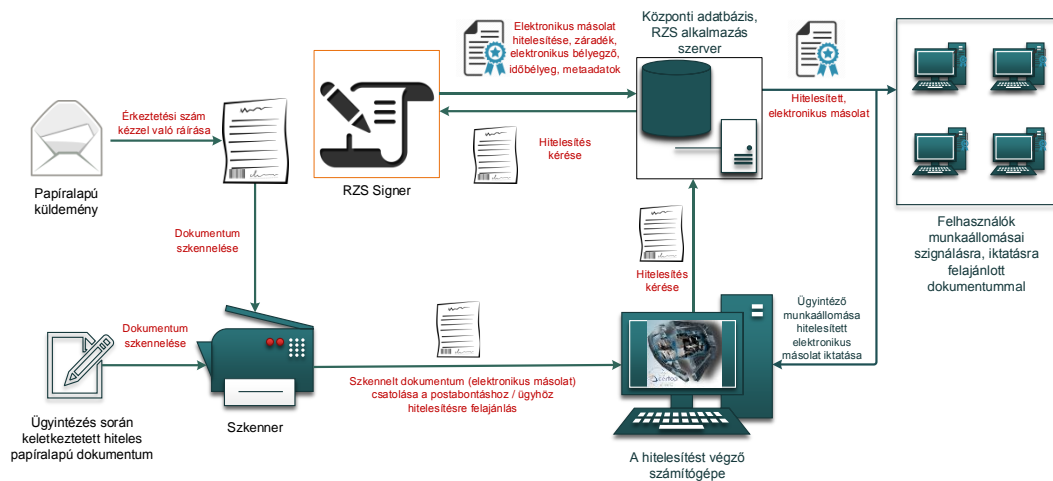 Elektronikus másolat
hitelesítése, záradék,
elektronikus bélyegző,
időbélyeg, metaadatok
Központi adatbázis,
RZS alkalmazás
szerver
Érkeztetési szám
kézzel való ráírása
Hitelesített,
elektronikus másolat
Hitelesítés
kérése
Papíralapú
küldemény
RZS Signer
Felhasználók
munkaállomásai
szignálásra, iktatásra
felajánlott
dokumentummal
Dokumentum
szkennelése
Hitelesítés
kérése
Ügyintéző
munkaállomása
hitelesített
elektronikus
másolat iktatása
Dokumentum
szkennelése
Szkennelt dokumentum (elektronikus másolat)
csatolása a postabontáshoz / ügyhöz
hitelesítésre felajánlás
certop
Ügyintézés során
keletkeztetett hiteles
papíralapú dokumentum
Szkenner
A hitelesítést végző
számítógépe